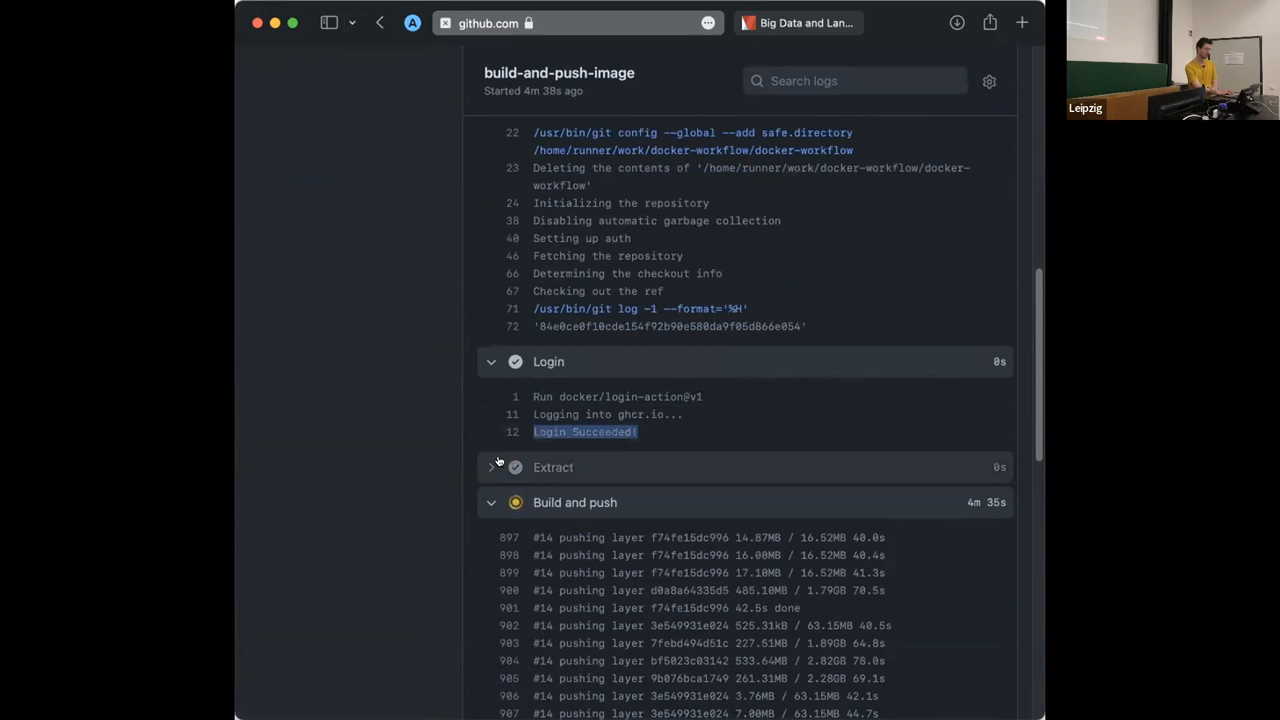 github.com
Big Data and Lan...
Leipzig
build-and-push-image
Started 4m 38s ago
Search logs
22 /usr/bin/git config --global --add safe.directory
/home/runner/work/docker-workflow/docker-workflow
23 Deleting the contents of '/home/runner/work/docker-workflow/docker-
workflow'
24 Initializing the repository
38 Disabling automatic garbage collection
40 Setting up auth
46 Fetching the repository
66 Determining the checkout info
67 Checking out the ref
71 /usr/bin/git log -1 --format='%H'
72 '84e0ce0f10cde154f92b90e580da9f05d866e054'
Login 0s
1 Run docker/login-action@v1
11 Logging into ghcr.io...
12 Login Succeeded!
Extract 0s
Build and push 4m 35s
897 #14 pushing layer f74fe15dc996 14.87MB / 16.52MB 40.0s
898 #14 pushing layer f74fe15dc996 16.00MB / 16.52MB 40.4s
899 #14 pushing layer f74fe15dc996 17.10MB / 16.52MB 41.3s
900 #14 pushing layer d0a8a64335d5 485.10MB / 1.79GB 70.5s
901 #14 pushing layer f74fe15dc996 42.5s done
902 #14 pushing layer 3e549931e024 525.31kB / 63.15MB 40.5s
903 #14 pushing layer 7febd494d51c 227.51MB / 1.89GB 64.8s
904 #14 pushing layer bf5023c03142 533.64MB / 2.82GB 78.0s
905 #14 pushing layer 9b076bca1749 261.31MB / 2.28GB 69.1s
906 #14 pushing layer 3e549931e024 3.76MB / 63.15MB 42.1s
907 #14 pushing layer 3e549931e024 7.00MB / 63.15MB 44.7s